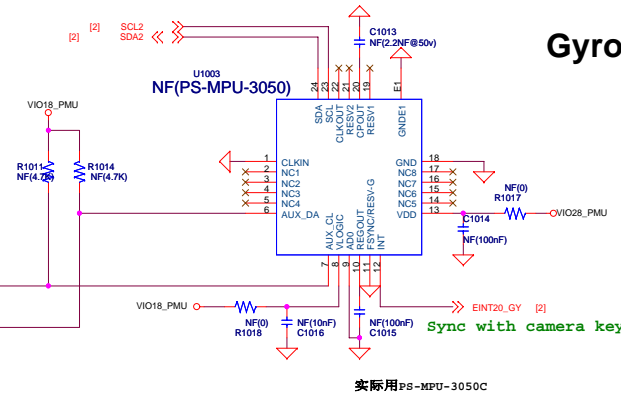 [2] SCL2
[2] SDA2
C1013
NF(2.2NF@50v)
Gyro
U1003
NF(PS-MPU-3050)
24 23 22 21 20 19 E1
SDA SCL CLKOUT RESV2 CPOUT RESV1 GNDE1
VIO18_PMU
R1011 NF(4.7K)
R1014 NF(4.7K)
1 CLKIN
2 NC1
3 NC2
4 NC3
5 NC4
6 AUX_DA
GND 18
NC8 17
NC7 16
NC6 15
NC5 14
VDD 13
NF(0)
R1017
VIO28_PMU
C1014
NF(100nF)
AUX_CL VLOGIC AD0 REGOUT FSYNC/RESV-G INT
7 8 9 10 11 12
VIO18_PMU
NF(0)
R1018
NF(10nF)
C1016
NF(100nF)
C1015
EINT20_GY [2]
Sync with camera key
实际用PS-MPU-3050C